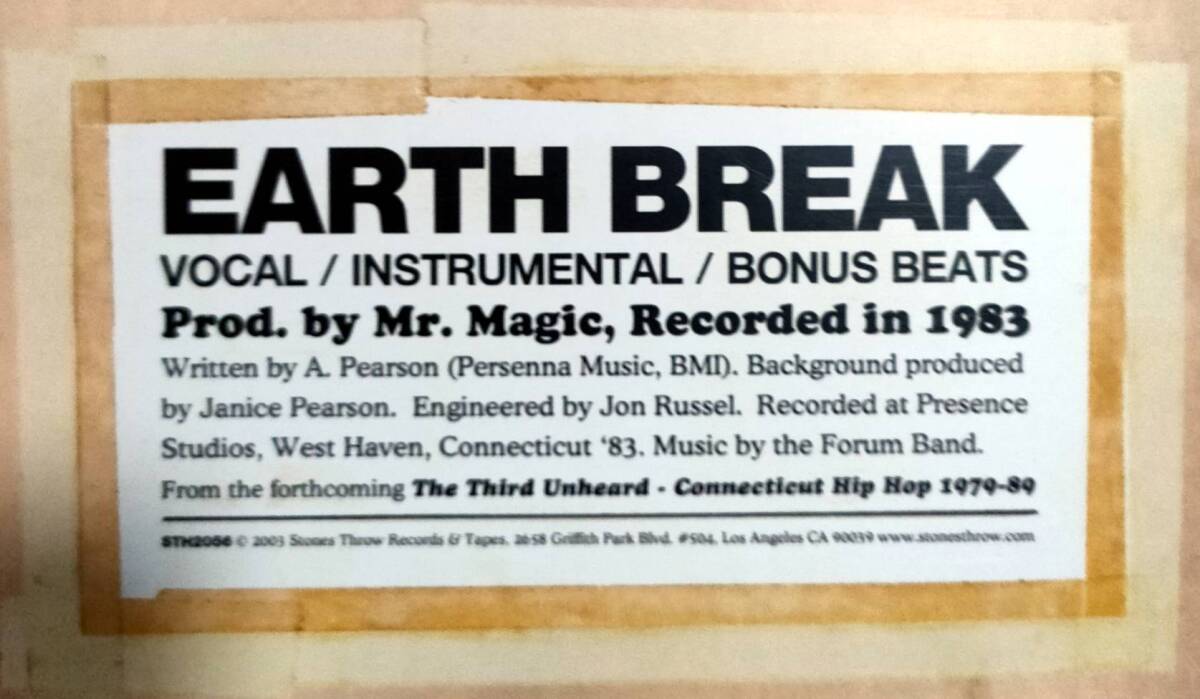 EARTH BREAK
VOCAL / INSTRUMENTAL / BONUS BEATS
Prod. by Mr. Magic, Recorded in 1983
Written by A. Pearson (Persenna Music, BMI). Background produced
by Janice Pearson. Engineered by Jon Russel. Recorded at Presence
Studios, West Haven, Connecticut ‘83. Music by the Forum Band.
From the forthcoming The Third Unheard - Connecticut Hip Hop 1979-89
STH2066 © 2003 Stones Throw Records & Tapes, 2658 Griffith Park Blvd. #504, Los Angeles CA 90039 www.stonesthrow.com